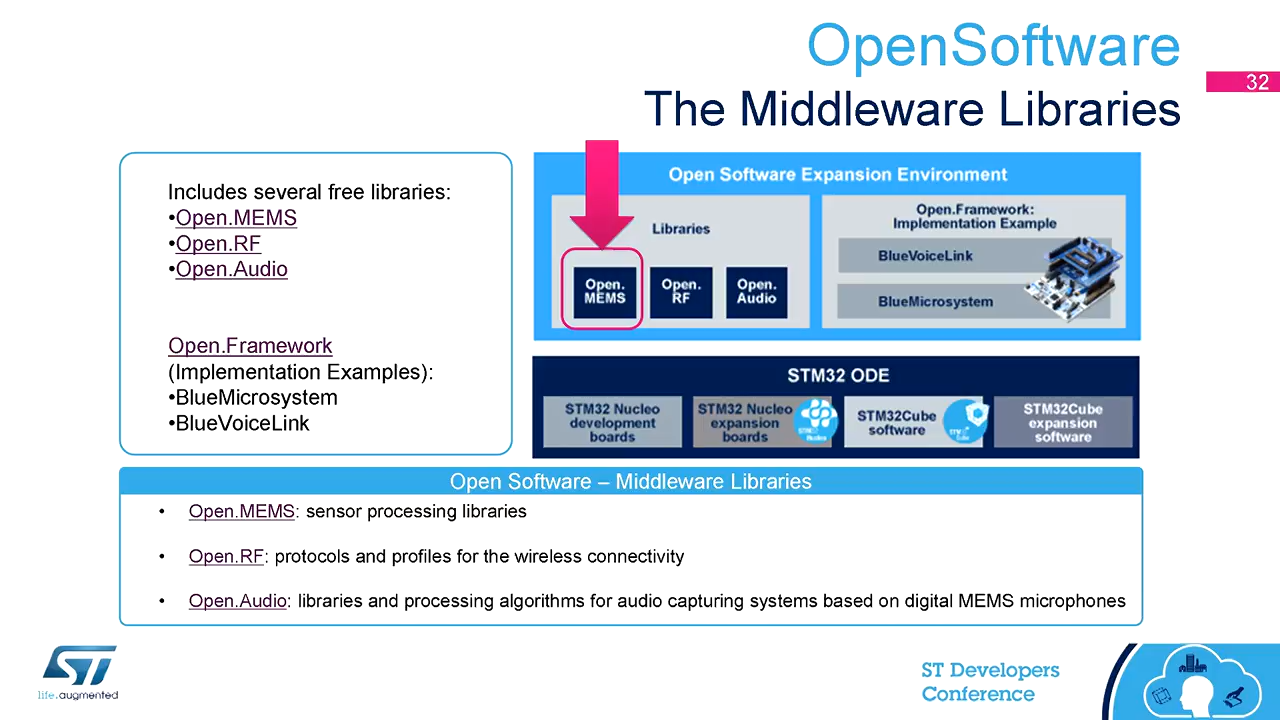 OpenSoftware
32
The Middleware Libraries
Includes several free libraries:
•Open.MEMS
•Open.RF
•Open.Audio
Open.Framework
(Implementation Examples):
•BlueMicrosystem
•BlueVoiceLink
Open Software Expansion Environment
Libraries
Open.
MEMS
Open.
RF
Open.
Audio
Open.Framework:
Implementation Example
BlueVoiceLink
BlueMicrosystem
STM32 ODE
STM32 Nucleo
development
boards
STM32 Nucleo
expansion
boards
STM32Cube
software
STM32Cube
expansion
software
Open Software – Middleware Libraries
• Open.MEMS: sensor processing libraries
• Open.RF: protocols and profiles for the wireless connectivity
• Open.Audio: libraries and processing algorithms for audio capturing systems based on digital MEMS microphones
ST
life.augmented
ST Developers
Conference